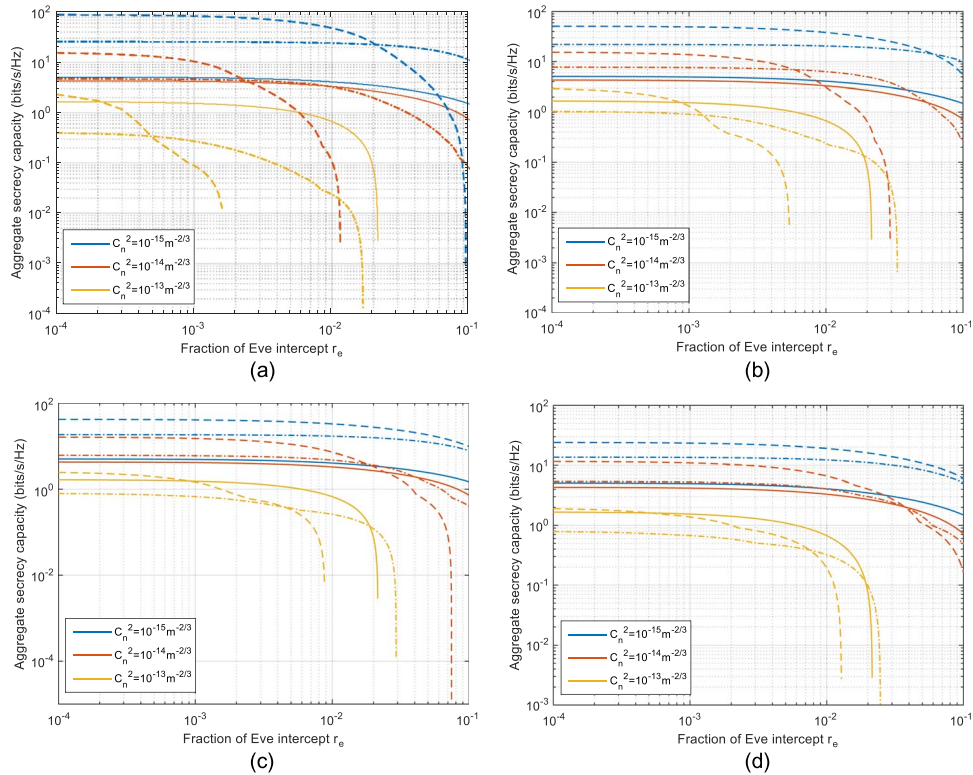 Aggregate secrecy capacity (bits/s/Hz)
10^2
10^1
10^0
10^-1
10^-2
10^-3
10^-4
C_n^2=10^-15m^-2/3
C_n^2=10^-14m^-2/3
C_n^2=10^-13m^-2/3
10^-4 10^-3 10^-2 10^-1
Fraction of Eve intercept r_e
(a)
Aggregate secrecy capacity (bits/s/Hz)
10^2
10^1
10^0
10^-1
10^-2
10^-3
10^-4
C_n^2=10^-15m^-2/3
C_n^2=10^-14m^-2/3
C_n^2=10^-13m^-2/3
10^-4 10^-3 10^-2 10^-1
Fraction of Eve intercept r_e
(b)
Aggregate secrecy capacity (bits/s/Hz)
10^2
10^0
10^-2
10^-4
C_n^2=10^-15m^-2/3
C_n^2=10^-14m^-2/3
C_n^2=10^-13m^-2/3
10^-4 10^-3 10^-2 10^-1
Fraction of Eve intercept r_e
(c)
Aggregate secrecy capacity (bits/s/Hz)
10^2
10^1
10^0
10^-1
10^-2
10^-3
C_n^2=10^-15m^-2/3
C_n^2=10^-14m^-2/3
C_n^2=10^-13m^-2/3
10^-4 10^-3 10^-2 10^-1
Fraction of Eve intercept r_e
(d)